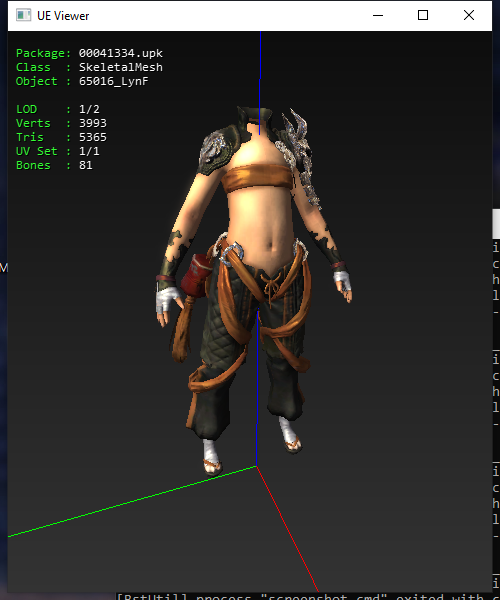 UE Viewer
Package: 00041334.upk
Class  : SkeletalMesh
Object : 65016_LynF
LOD    : 1/2
Verts  : 3993
Tris   : 5365
UV Set : 1/1
Bones  : 81
M
i
c
h
l
-
i
c
h
l
-
i
c
h
l
-
i
[RstUtil] process "screenshot.cmd" exited with c